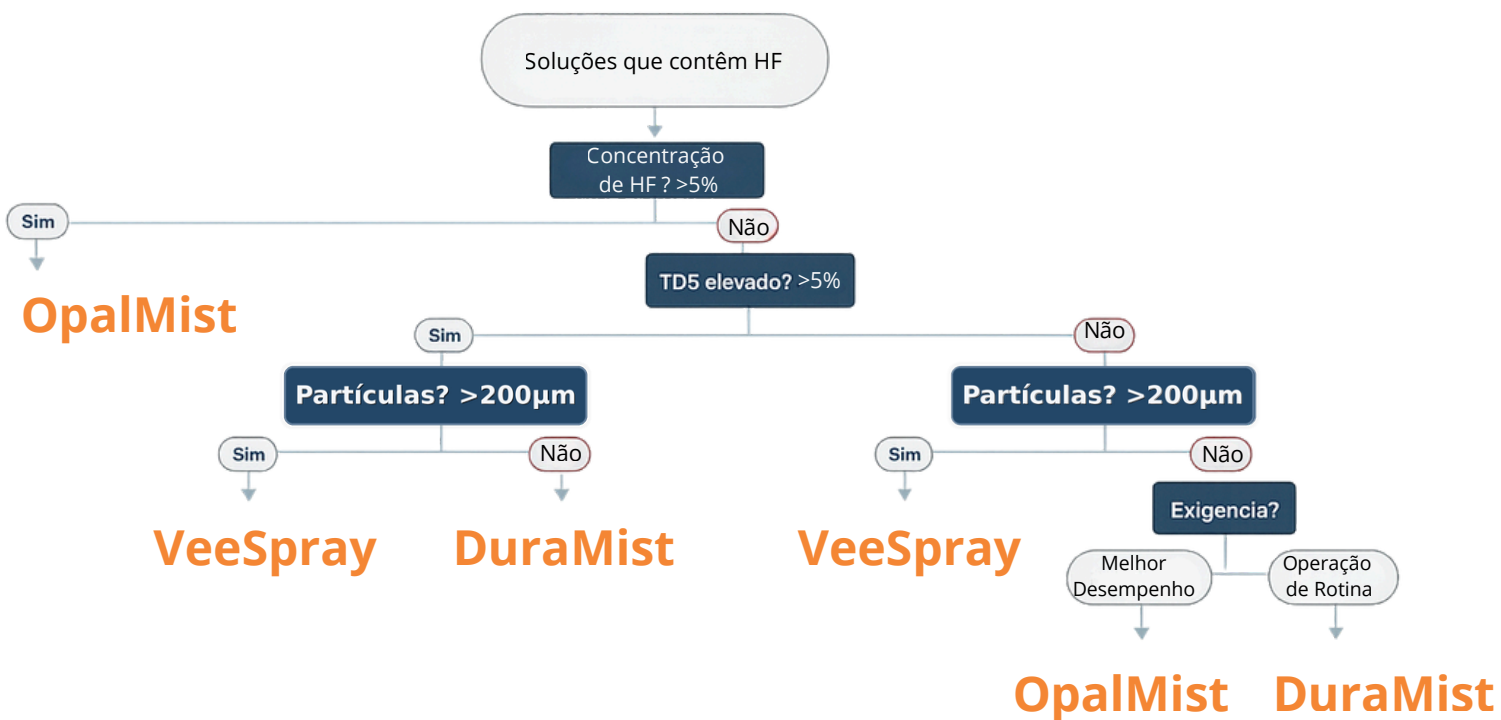 Soluções que contêm HF
Concentração
de HF ? >5%
Sim
Não
OpalMist
TD5 elevado? >5%
Sim
Não
Partículas? >200µm
Partículas? >200µm
Sim
Não
Sim
Não
VeeSpray
DuraMist
VeeSpray
Exigencia?
Melhor
Desempenho
Operação
de Rotina
OpalMist
DuraMist